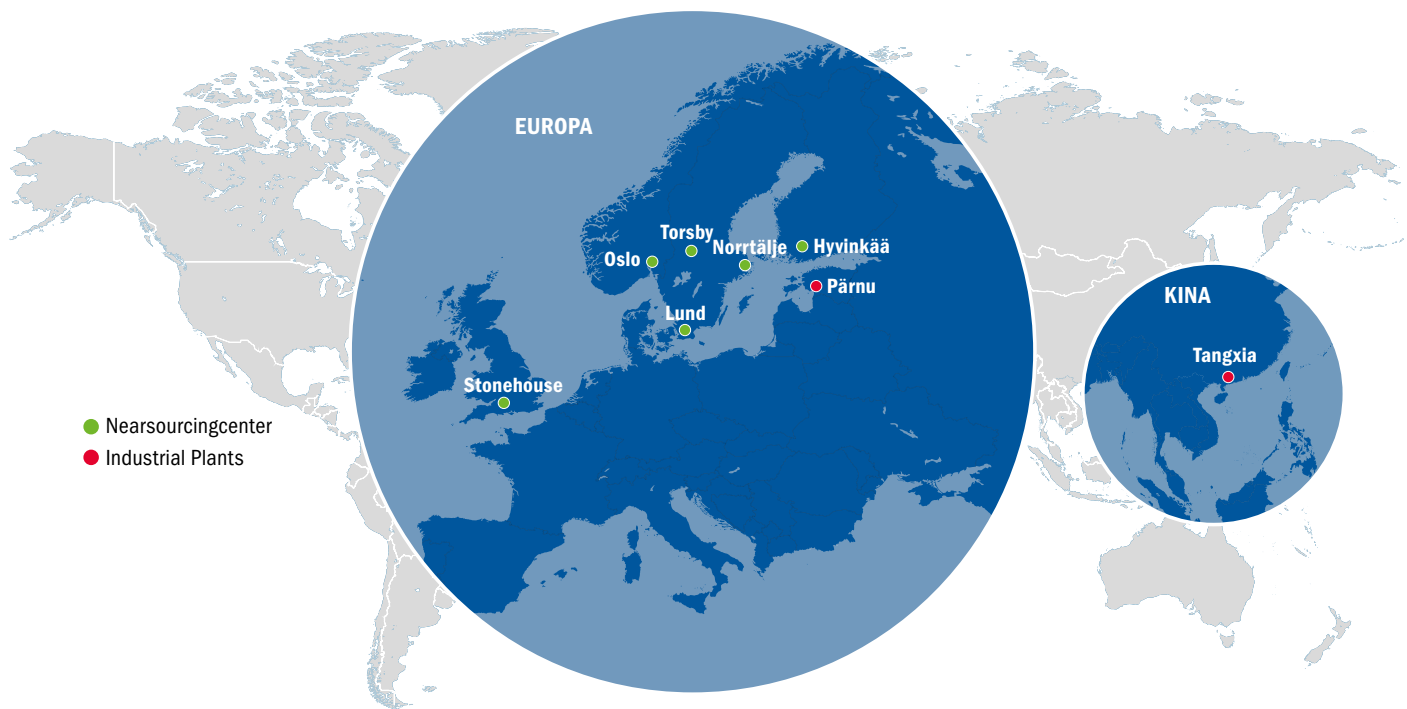 EUROPA
Torsby
Norrtälje
Hyvinkää
Oslo
Pärnu
Lund
Stonehouse
KINA
Tangxia
Nearsourcingcenter
Industrial Plants